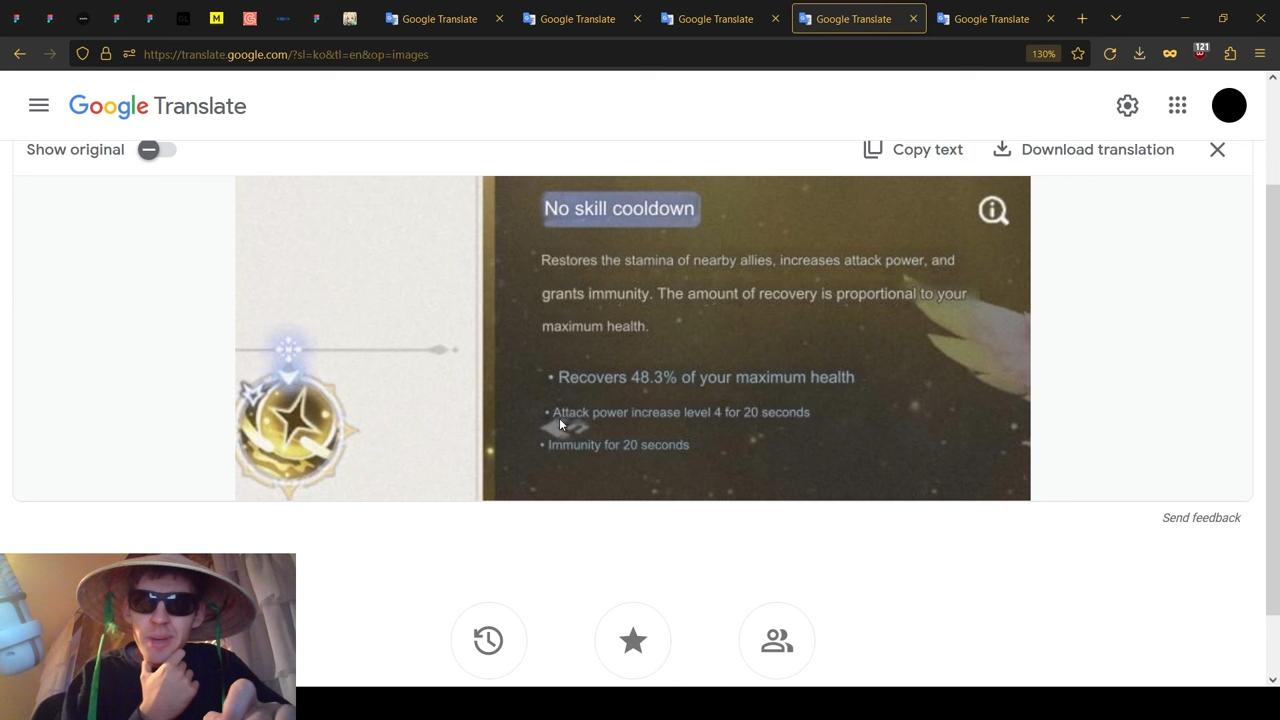 Google Translate
Google Translate
Google Translate
Google Translate
Google Translate
https://translate.google.com/?sl=ko&tl=en&op=images
130%
121
Google Translate
Show original
Copy text
Download translation
No skill cooldown
Restores the stamina of nearby allies, increases attack power, and
grants immunity. The amount of recovery is proportional to your
maximum health.
• Recovers 48.3% of your maximum health
• Attack power increase level 4 for 20 seconds
• Immunity for 20 seconds
Send feedback